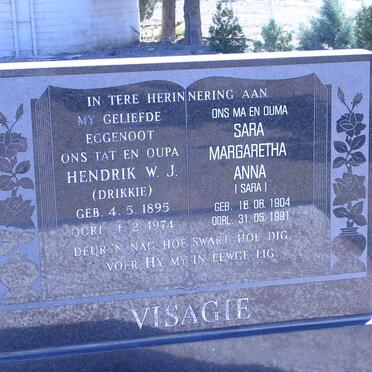 IN TERE HERINNERING AAN
MY GELIEFDE
EGGENOOT
ONS TAT EN OUPA
HENDRIK W. J.
(DRIKKIE)
GEB. 4. 5. 1895
OORL. 4. 2. 1974
ONS MA EN OUMA
SARA
MARGARETHA
ANNA
(SARA)
GEB. 18. 08. 1904
OORL. 31. 05. 1991
DEUR 'N NAG HOE SWART HOE DIG,
VOER HY MY IN EEWGE LIG.
VISAGIE